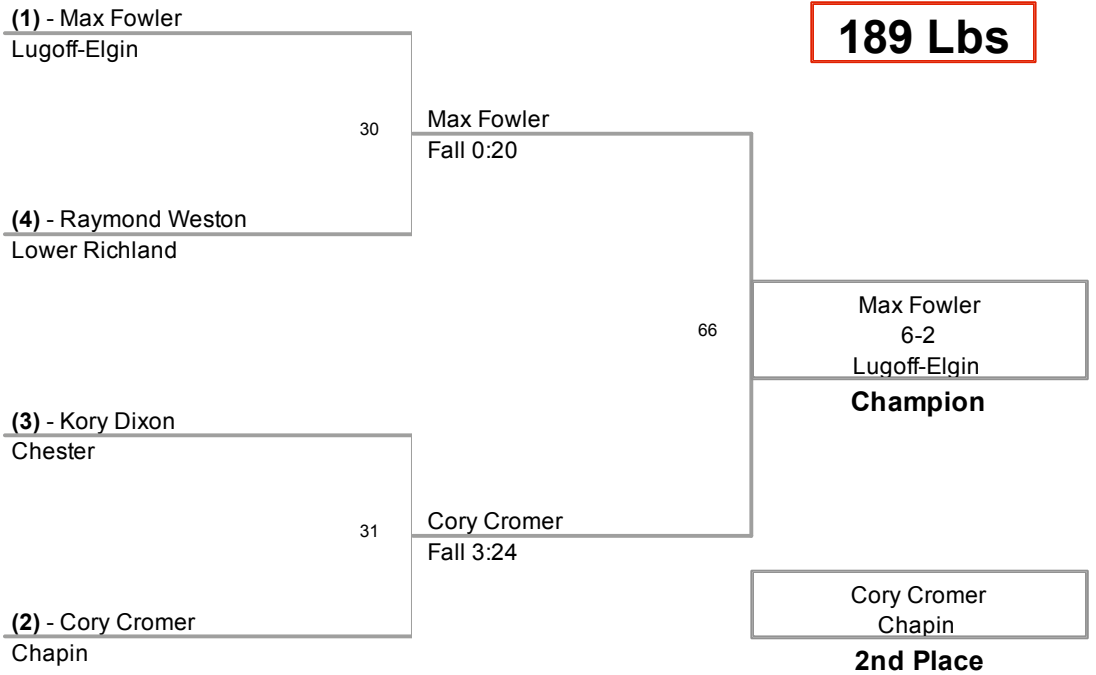 (1) - Max Fowler
189 Lbs
Lugoff-Elgin
30
Max Fowler
Fall 0:20
(4) - Raymond Weston
Lower Richland
66
Max Fowler
6-2
Lugoff-Elgin
Champion
(3) - Kory Dixon
Chester
31
Cory Cromer
Fall 3:24
(2) - Cory Cromer
Chapin
Cory Cromer
Chapin
2nd Place